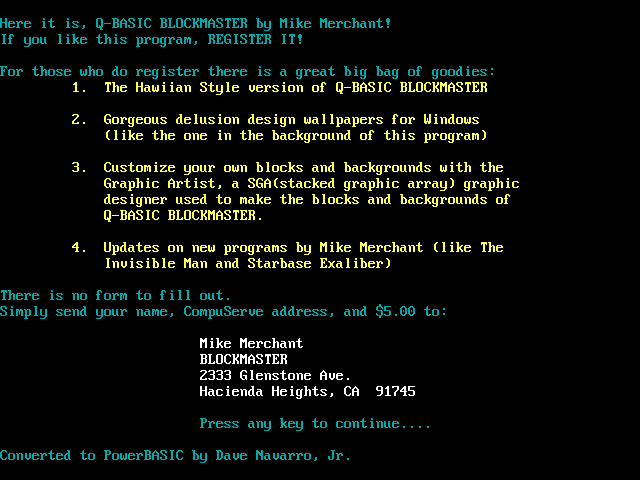 Here it is, Q-BASIC BLOCKMASTER by Mike Merchant!
If you like this program, REGISTER IT!
For those who do register there is a great big bag of goodies:
1. The Hawiian Style version of Q-BASIC BLOCKMASTER
2. Gorgeous delusion design wallpapers for Windows
(like the one in the background of this program)
3. Customize your own blocks and backgrounds with the
Graphic Artist, a SGA(stacked graphic array) graphic
designer used to make the blocks and backgrounds of
Q-BASIC BLOCKMASTER.
4. Updates on new programs by Mike Merchant (like The
Invisible Man and Starbase Exaliber)
There is no form to fill out.
Simply send your name, CompuServe address, and $5.00 to:
Mike Merchant
BLOCKMASTER
2333 Glenstone Ave.
Hacienda Heights, CA 91745
Press any key to continue....
Converted to PowerBASIC by Dave Navarro, Jr.